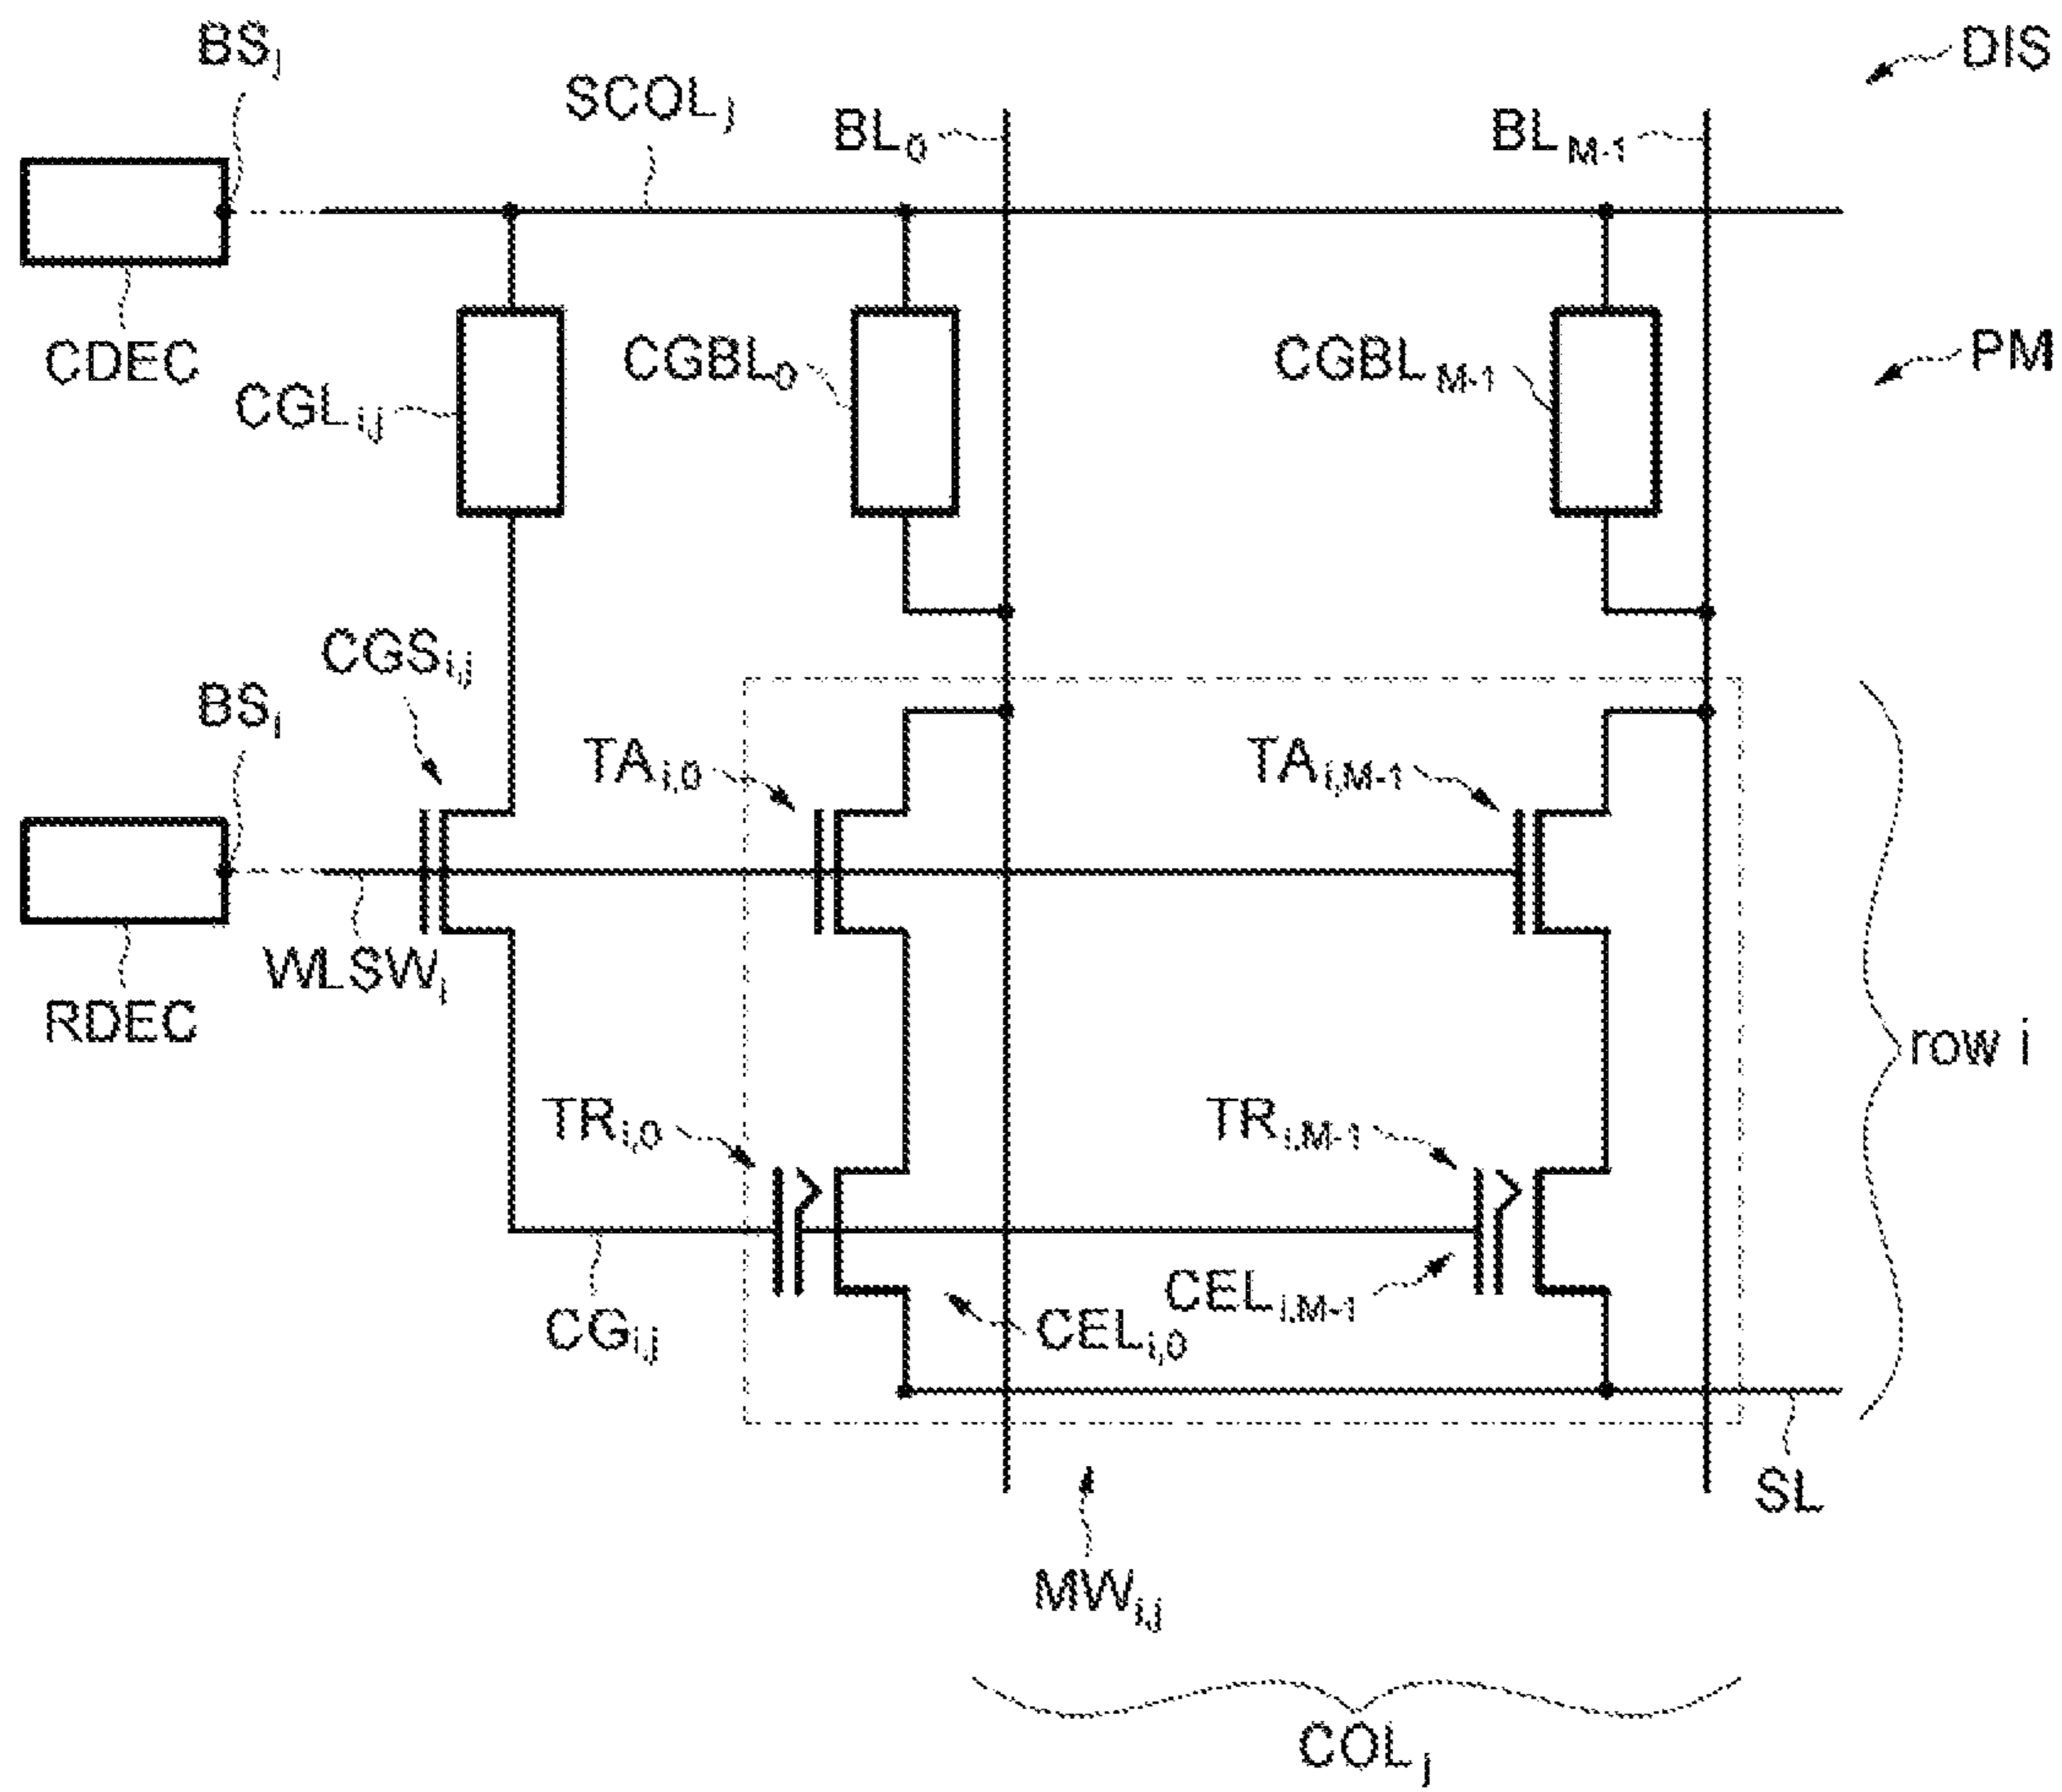 BSj
SCOLj
BL0
BLM-1
DIS
CDEC
CGLi,j
CGBL0
CGBLM-1
PM
CGSi,j
BSi
TAi,0
TAi,M-1
WLSWi
RDEC
row i
TRi,0
TRi,M-1
CGi,j
CELi,0
CELi,M-1
SL
MWi,j
COLj